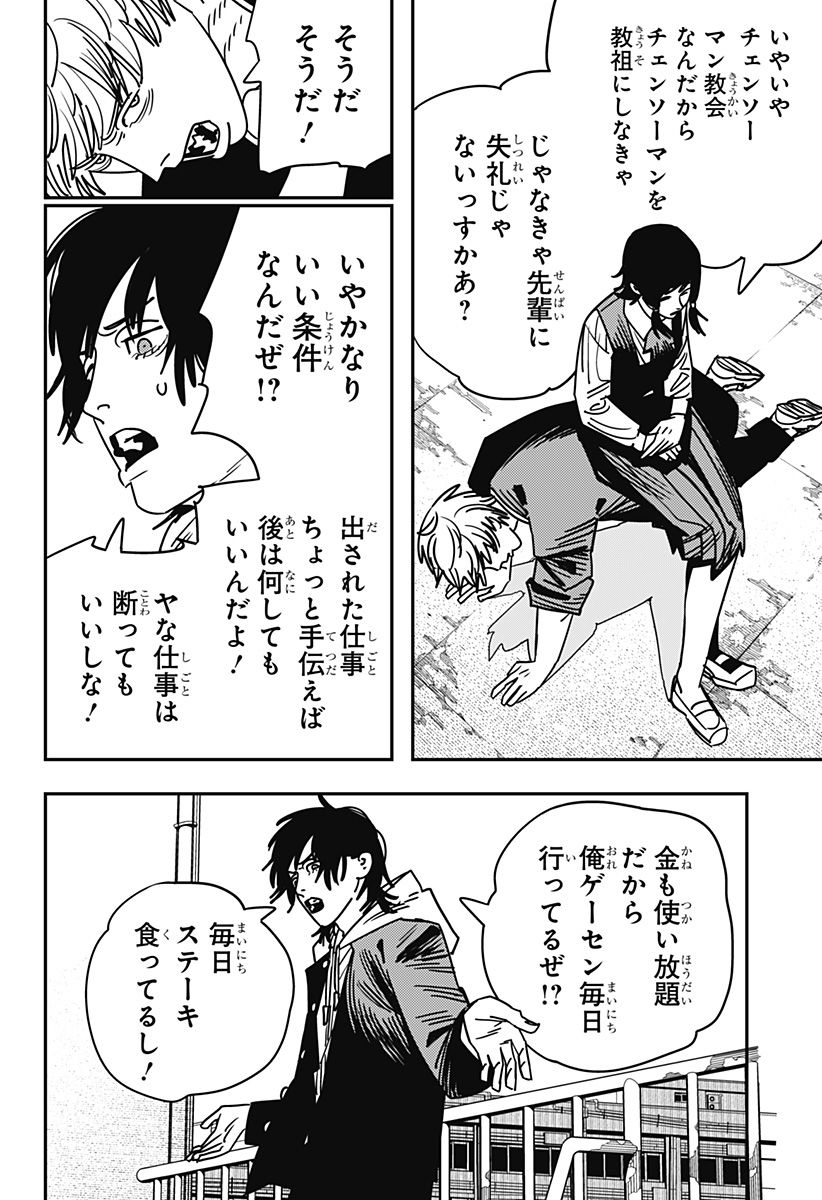 いやいや
チェンソー
マン教会
なんだから
チェンソーマンを
教祖にしなきゃ
じゃなきゃ先輩に
失礼じゃ
ないっすかあ?
そうだ
そうだ!
いやかなり
いい条件
なんだぜ!?
出された仕事
ちょっと手伝えば
後は何しても
いいんだよ!
ヤな仕事は
断っても
いいしな!
金も使い放題
だから
俺ゲーセン毎日
行ってるぜ!?
毎日
ステーキ
食ってるし!